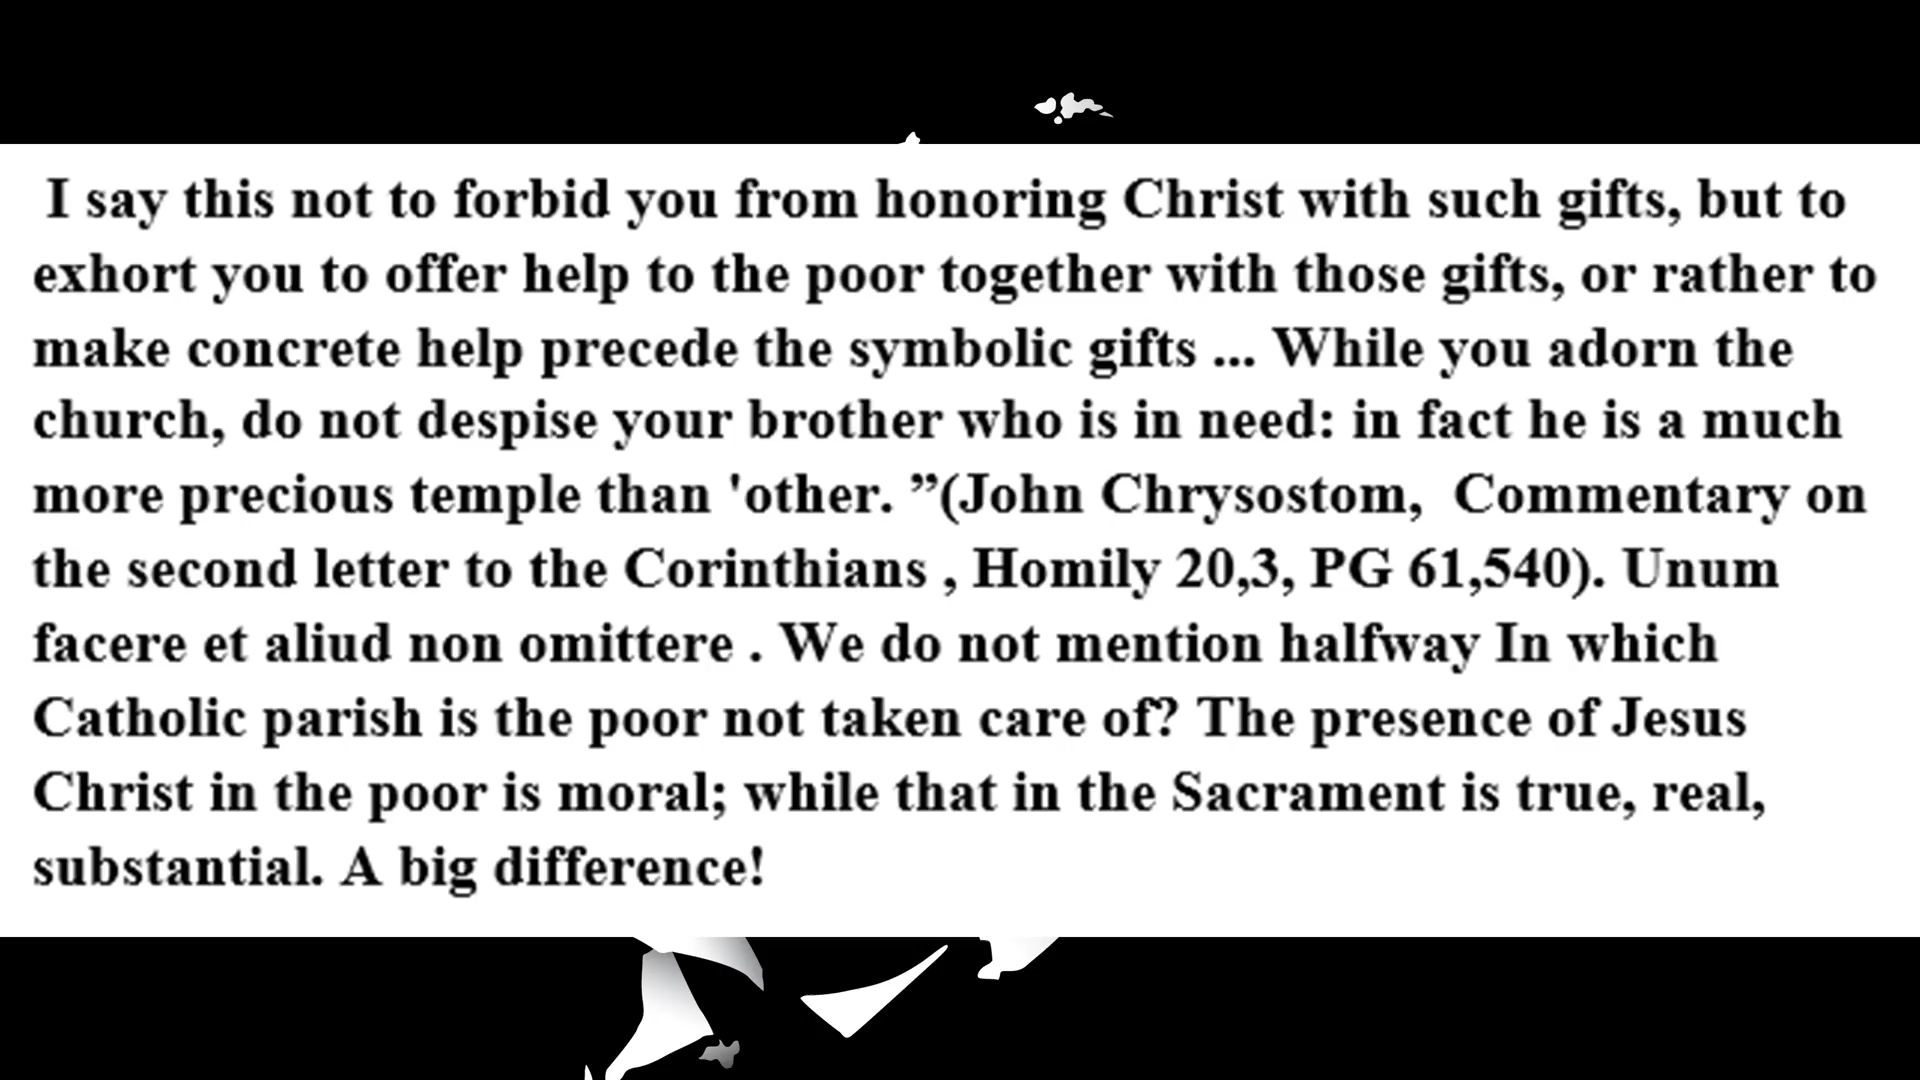 I say this not to forbid you from honoring Christ with such gifts, but to
exhort you to offer help to the poor together with those gifts, or rather to
make concrete help precede the symbolic gifts ... While you adorn the
church, do not despise your brother who is in need: in fact he is a much
more precious temple than 'other. ”(John Chrysostom,  Commentary on
the second letter to the Corinthians , Homily 20,3, PG 61,540). Unum
facere et aliud non omittere . We do not mention halfway In which
Catholic parish is the poor not taken care of? The presence of Jesus
Christ in the poor is moral; while that in the Sacrament is true, real,
substantial. A big difference!